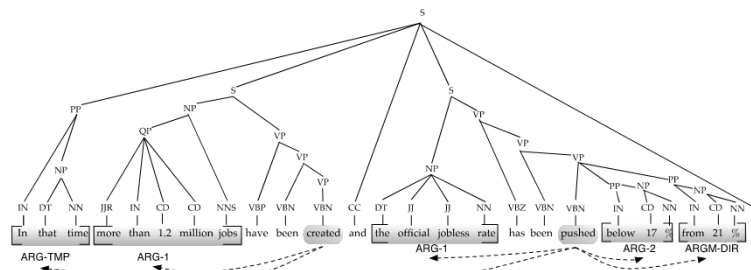 S
PP S S
NP VP
QP NP VP VP
NP VP NP VP PP
VP PP NP NP
IN DT NN JJR IN CD CD NNS VBP VBN VBN CC DT JJ JJ NN VBZ VBN VBN IN CD NN IN CD NN
In that time more than 1.2 million jobs have been created and the official jobless rate has been pushed below 17 % from 21 %
ARG-TMP ARG-1 ARG-1 ARG-2 ARGM-DIR